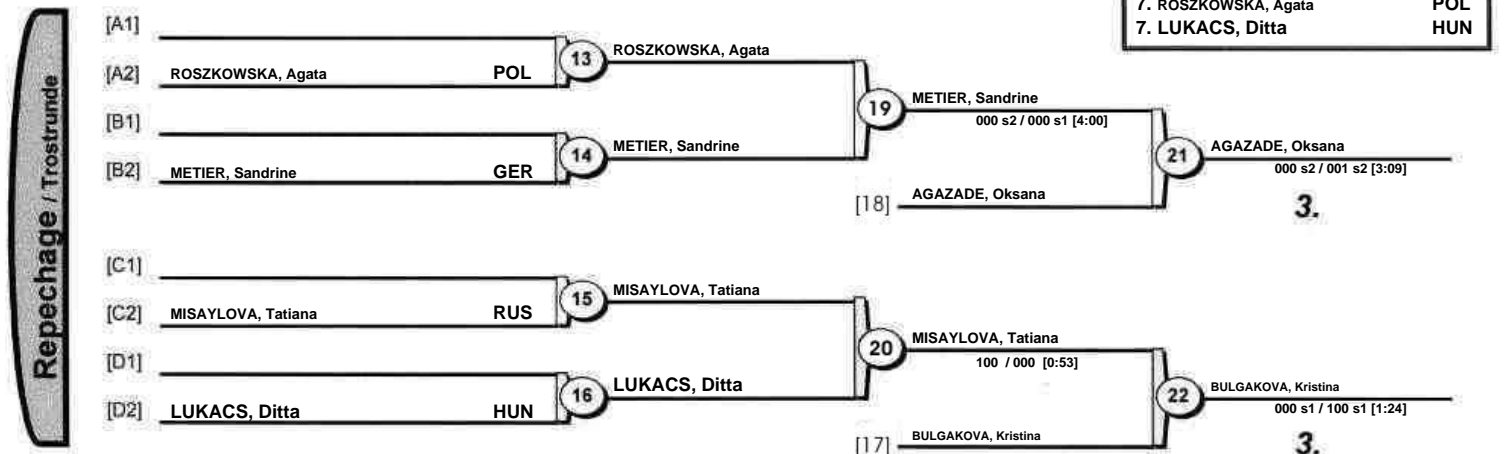 7. ROSZKOWSKA, Agata POL
7. LUKACS, Ditta HUN
Repechage / Trostrunde
[A1]
[A2] ROSZKOWSKA, Agata POL
13 ROSZKOWSKA, Agata
[B1]
[B2] METIER, Sandrine GER
14 METIER, Sandrine
19 METIER, Sandrine
000 s2 / 000 s1 [4:00]
[18] AGAZADE, Oksana
21 AGAZADE, Oksana
000 s2 / 001 s2 [3:09]
3.
[C1]
[C2] MISAYLOVA, Tatiana RUS
15 MISAYLOVA, Tatiana
[D1]
[D2] LUKACS, Ditta HUN
16 LUKACS, Ditta
20 MISAYLOVA, Tatiana
100 / 000 [0:53]
[17] BULGAKOVA, Kristina
22 BULGAKOVA, Kristina
000 s1 / 100 s1 [1:24]
3.